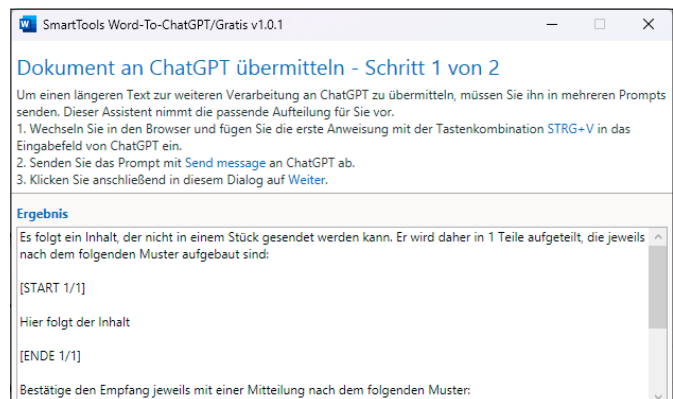 SmartTools Word-To-ChatGPT/Gratis v1.0.1
Dokument an ChatGPT übermitteln - Schritt 1 von 2
Um einen längeren Text zur weiteren Verarbeitung an ChatGPT zu übermitteln, müssen Sie ihn in mehreren Prompts
senden. Dieser Assistent nimmt die passende Aufteilung für Sie vor.
1. Wechseln Sie in den Browser und fügen Sie die erste Anweisung mit der Tastenkombination STRG+V in das
Eingabefeld von ChatGPT ein.
2. Senden Sie das Prompt mit Send message an ChatGPT ab.
3. Klicken Sie anschließend in diesem Dialog auf Weiter.
Ergebnis
Es folgt ein Inhalt, der nicht in einem Stück gesendet werden kann. Er wird daher in 1 Teile aufgeteilt, die jeweils
nach dem folgenden Muster aufgebaut sind:
[START 1/1]
Hier folgt der Inhalt
[ENDE 1/1]
Bestätige den Empfang jeweils mit einer Mitteilung nach dem folgenden Muster: